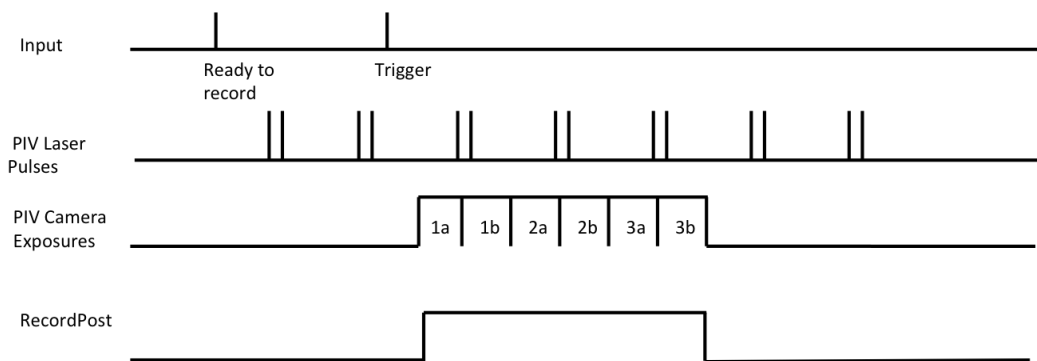 Input
Ready to
record
Trigger
PIV Laser
Pulses
PIV Camera
Exposures
1a
1b
2a
2b
3a
3b
RecordPost